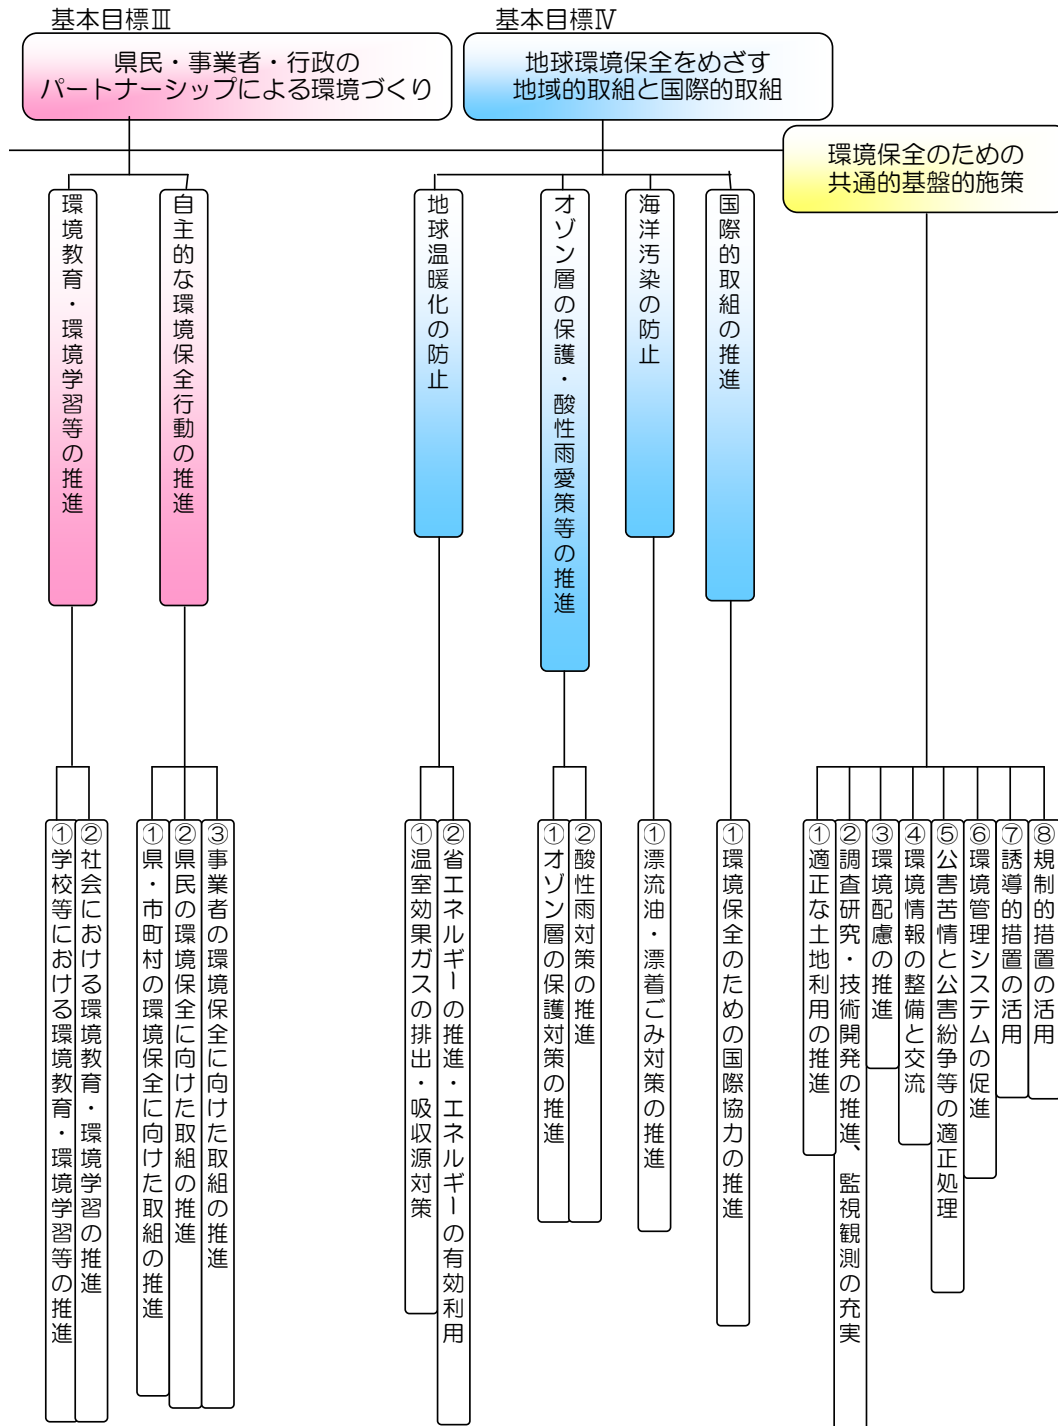 基本目標Ⅲ
県民・事業者・行政の
パートナーシップによる環境づくり
基本目標Ⅳ
地球環境保全をめざす
地域的取組と国際的取組
環境保全のための
共通的基盤的施策
環境教育・環境学習等の推進
自主的な環境保全行動の推進
地球温暖化の防止
オゾン層の保護・酸性雨愛策等の推進
海洋汚染の防止
国際的取組の推進
①学校等における環境教育・環境学習等の推進
②社会における環境教育・環境学習の推進
①県・市町村の環境保全に向けた取組の推進
②県民の環境保全に向けた取組の推進
③事業者の環境保全に向けた取組の推進
①温室効果ガスの排出・吸収源対策
②省エネルギーの推進・エネルギーの有効利用
①オゾン層の保護対策の推進
②酸性雨対策の推進
①漂流油・漂着ごみ対策の推進
①環境保全のための国際協力の推進
①適正な土地利用の推進
②調査研究・技術開発の推進、監視観測の充実
③環境配慮の推進
④環境情報の整備と交流
⑤公害苦情と公害紛争等の適正処理
⑥環境管理システムの促進
⑦誘導的措置の活用
⑧規制的措置の活用